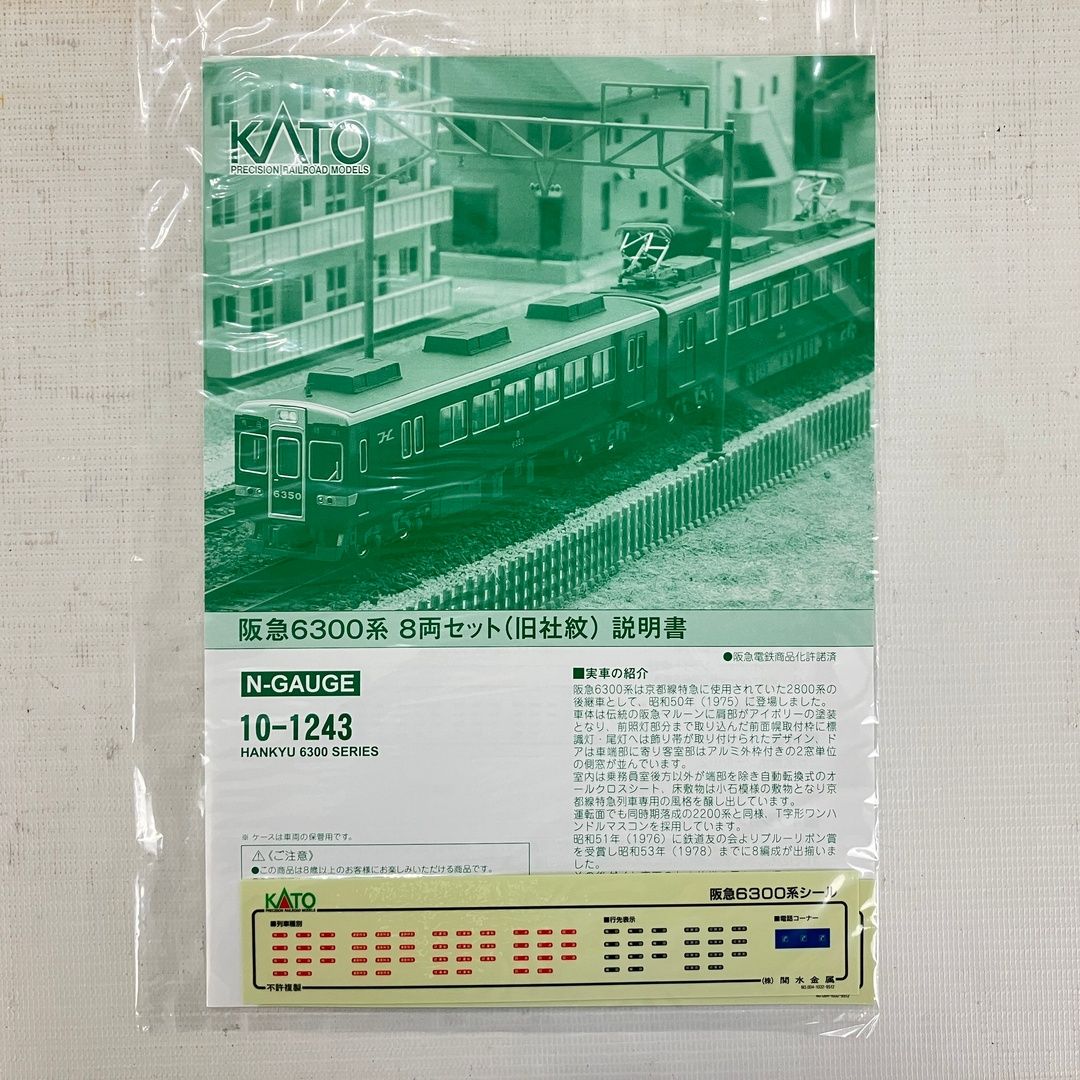 KATO
PRECISION RAILROAD MODELS
6350
6350
阪急6300系 8両セット(旧社紋) 説明書
●阪急電鉄商品化許諾済
N-GAUGE
10-1243
HANKYU 6300 SERIES
※ ケースは車両の保管用です。
⚠《ご注意》
●この商品は8歳以上のお客様にお楽しみいただける商品です。
■実車の紹介
阪急6300系は京都線特急に使用されていた2800系の
後継車として、昭和50年(1975)に登場しました。
車体は伝統の阪急マルーンに肩部がアイボリーの塗装
となり、前照灯部分まで取り込んだ前面幌取付枠に標
識灯・尾灯へは飾り帯が取り付けられたデザイン、ド
アは車端部に寄り客室部はアルミ外枠付きの2窓単位
の側窓が並んでいます。
室内は乗務員室後方以外が端部を除き自動転換式のオ
ールクロスシート、床敷物は小石模様の敷物となり京
都線特急列車専用の風格を醸し出しています。
運転面でも同時期落成の2200系と同様、T字形ワンハ
ンドルマスコンを採用しています。
昭和51年(1976)に鉄道友の会よりブルーリボン賞
を受賞し昭和53年(1978)までに8編成が出揃いま
した。
KATO
PRECISION RAILROAD MODELS
阪急6300系シール
■列車種別
■行先表示
■電話コーナー
不許複製
(株) 関水金属